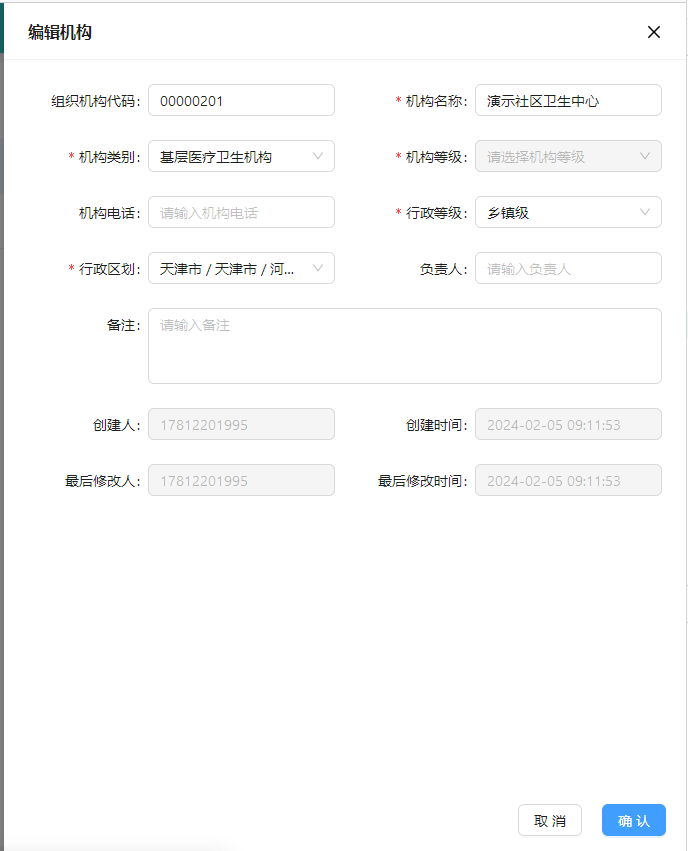 编辑机构
组织机构代码: 00000201 * 机构名称: 演示社区卫生中心
* 机构类别: 基层医疗卫生机构 * 机构等级: 请选择机构等级
机构电话: 请输入机构电话 * 行政等级: 乡镇级
* 行政区划: 天津市 / 天津市 / 河... 负责人: 请输入负责人
备注: 请输入备注
创建人: 17812201995 创建时间: 2024-02-05 09:11:53
最后修改人: 17812201995 最后修改时间: 2024-02-05 09:11:53
取 消 确 认